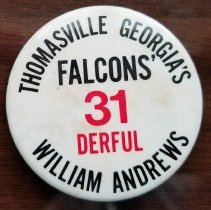 THOMASVILLE GEORGIA'S
FALCONS'
31
DERFUL
WILLIAM ANDREWS